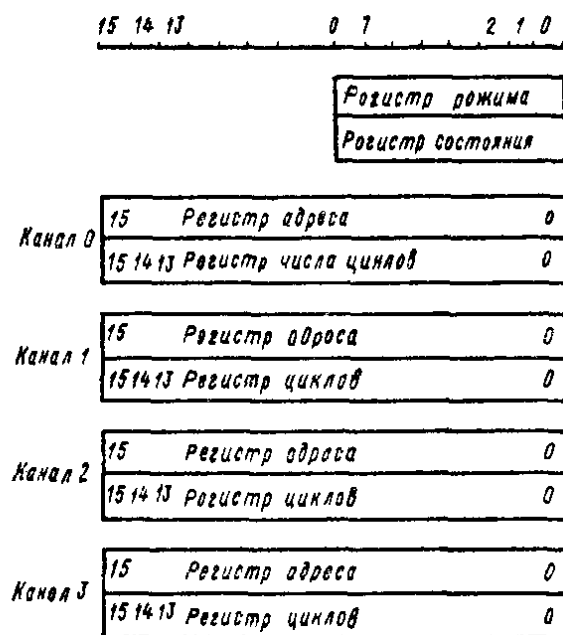 15 14 13 0 7 2 1 0
Регистр режима
Регистр состояния
Канал 0
15 Регистр адреса 0
15 14 13 Регистр числа циклов 0
Канал 1
15 Регистр адреса 0
15 14 13 Регистр циклов 0
Канал 2
15 Регистр адреса 0
15 14 13 Регистр циклов 0
Канал 3
15 Регистр адреса 0
15 14 13 Регистр циклов 0